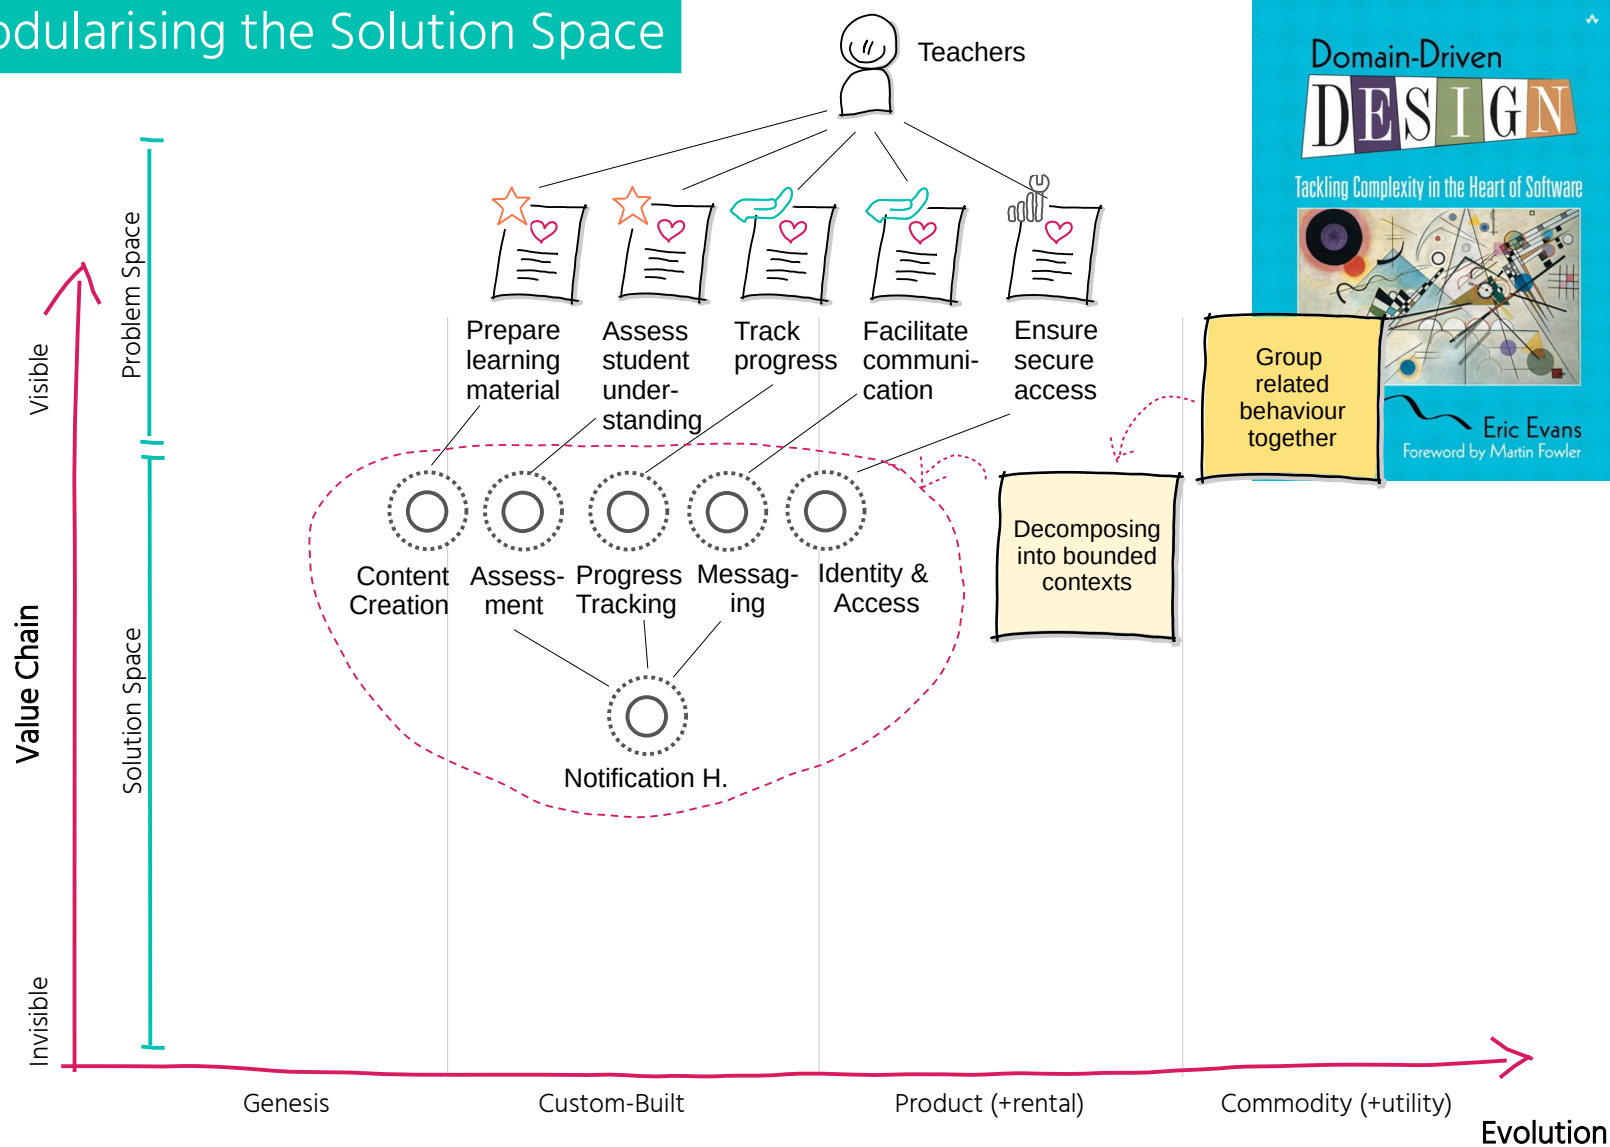 odularising the Solution Space
Teachers
Domain-Driven
DESIGN
Tackling Complexity in the Heart of Software
Eric Evans
Foreword by Martin Fowler
Problem Space
Visible
Prepare
learning
material
Assess
student
under-
standing
Track
progress
Facilitate
communi-
cation
Ensure
secure
access
Group
related
behaviour
together
Decomposing
into bounded
contexts
Content
Creation
Assess-
ment
Progress
Tracking
Messag-
ing
Identity &
Access
Notification H.
Value Chain
Solution Space
Invisible
Genesis
Custom-Built
Product (+rental)
Commodity (+utility)
Evolution